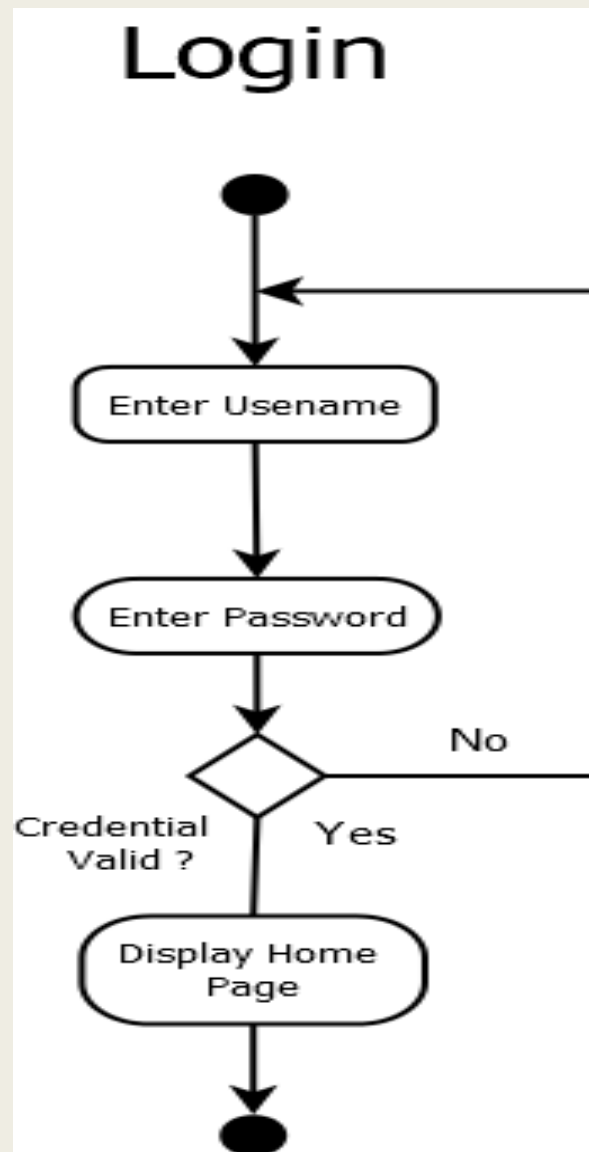 Login
Enter Usename
Enter Password
No
Credential
Valid ?
Yes
Display Home
Page